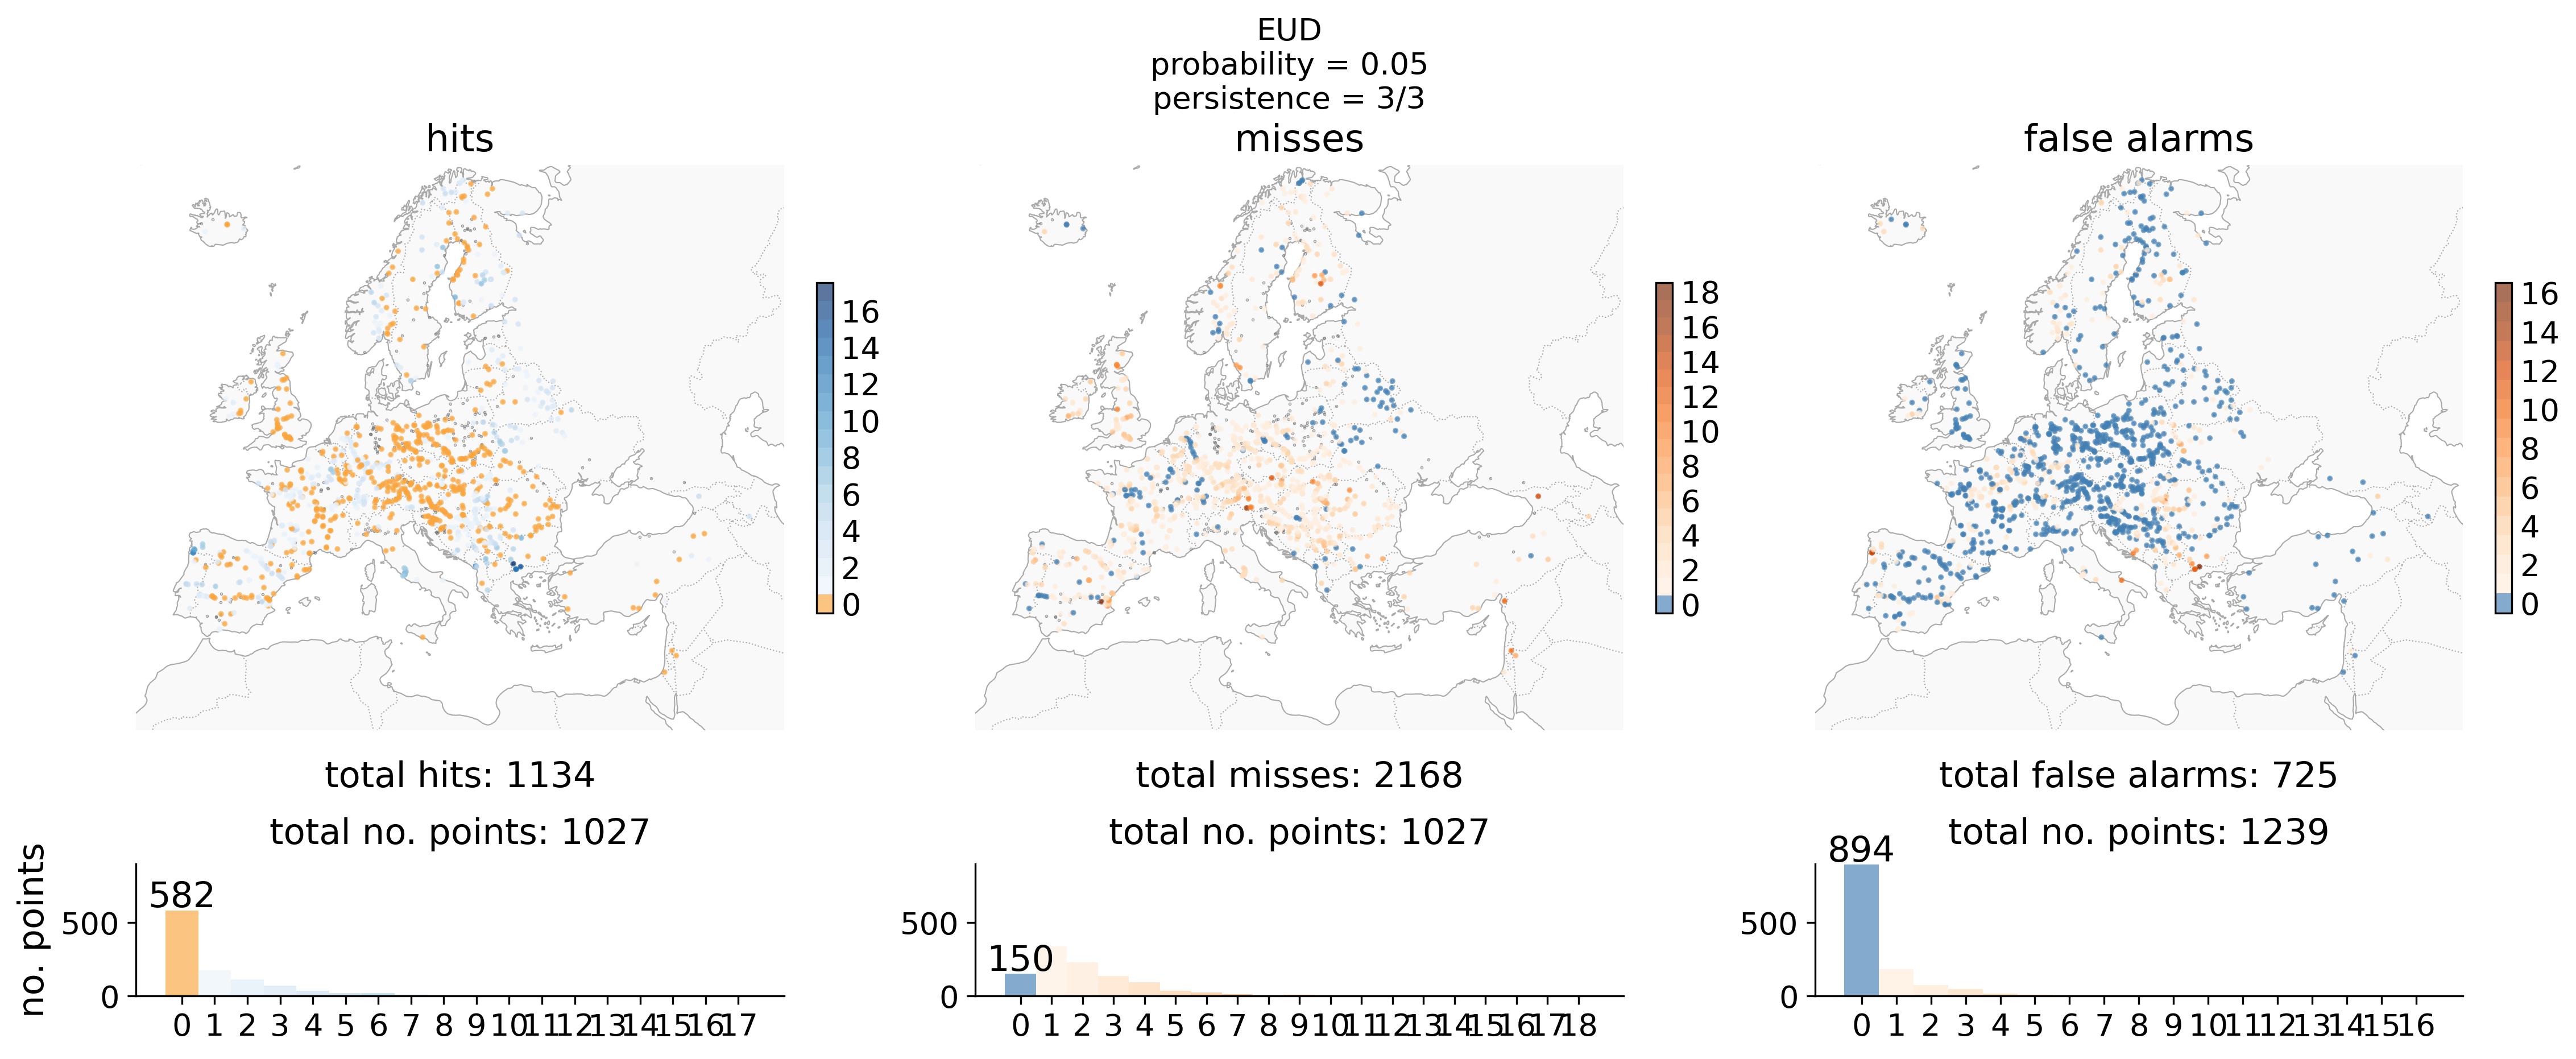 EUD
probability = 0.05
persistence = 3/3
hits
misses
false alarms
16
14
12
10
8
6
4
2
0
18
16
14
12
10
8
6
4
2
0
16
14
12
10
8
6
4
2
0
total hits: 1134
total misses: 2168
total false alarms: 725
total no. points: 1027
total no. points: 1027
total no. points: 1239
no. points
500
0
582
0 1 2 3 4 5 6 7 8 9 10 11 12 13 14 15 16 17
500
0
150
0 1 2 3 4 5 6 7 8 9 10 11 12 13 14 15 16 17 18
500
0
894
0 1 2 3 4 5 6 7 8 9 10 11 12 13 14 15 16